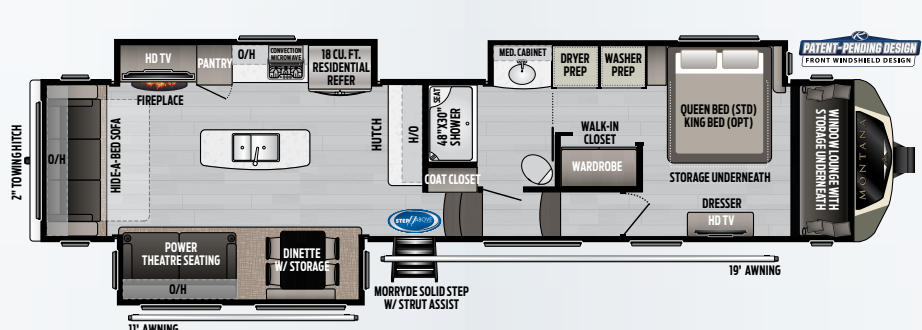 HD TV
FIREPLACE
PANTRY
O/H
CONVECTION
MICROWAVE
18 CU. FT.
RESIDENTIAL
REFER
MED. CABINET
DRYER
PREP
WASHER
PREP
PATENT-PENDING DESIGN
FRONT WINDSHIELD DESIGN
2" TOWING HITCH
O/H
HIDE-A-BED SOFA
HUTCH
H/O
48"X30"
SHOWER
SEAT
COAT CLOSET
WALK-IN
CLOSET
WARDROBE
QUEEN BED (STD)
KING BED (OPT)
STORAGE UNDERNEATH
DRESSER
HD TV
WINDOW LOUNGE WITH
STORAGE UNDERNEATH
MONTANA
POWER
THEATRE SEATING
O/H
DINETTE
W/ STORAGE
STEP ABOVE
MORRYDE SOLID STEP
W/ STRUT ASSIST
19' AWNING
11' AWNING